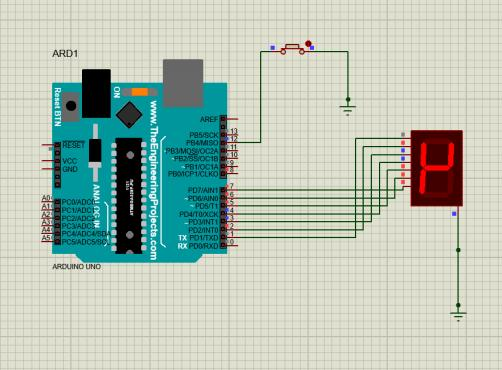 ARD1
Reset BTN
ON
www.TheEngineeringProjects.com
ANALOG IN
RESET
VCC
GND
A0
A1
A2
A3
A4
A5
PC0/ADC0
PC1/ADC1
PC2/ADC2
PC3/ADC3
PC4/ADC4/SDA
PC5/ADC5/SC
AREF
PB5/SCK
13
PB4/MISO
12
PB3/MOSI/OC2A
11
PB2/SS/OC1B
10
PB1/OC1A
9
PB0/ICP1/CLKO
8
PD7/AIN1
7
PD6/AIN0
6
PD5/T1
5
PD4/T0/XCK
4
PD3/INT1
3
PD2/INT0
2
TX PD1/TXD
1
RX PD0/RXD
0
ARDUINO UNO